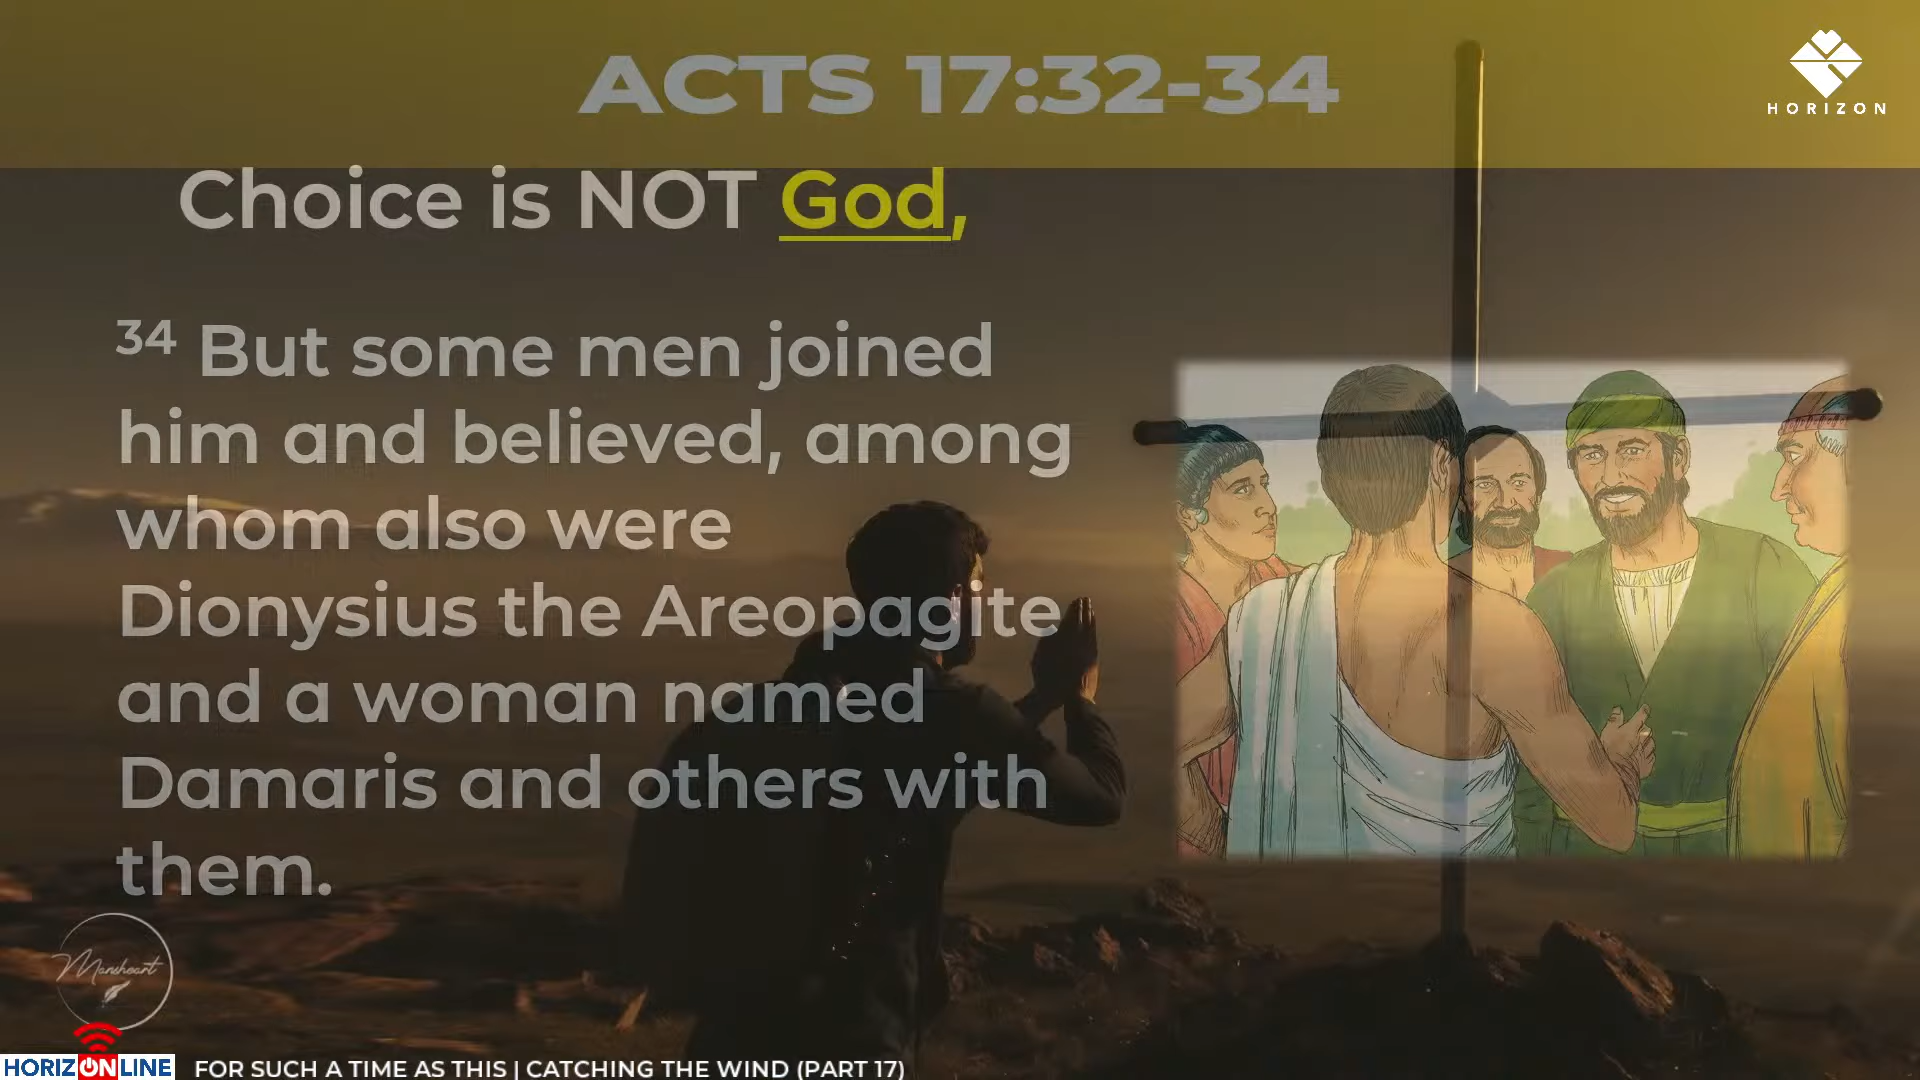 ACTS 17:32-34
HORIZON
Choice is NOT God,
34 But some men joined
him and believed, among
whom also were
Dionysius the Areopagite
and a woman named
Damaris and others with
them.
Mansheart
HORIZONLINE
FOR SUCH A TIME AS THIS | CATCHING THE WIND (PART 17)